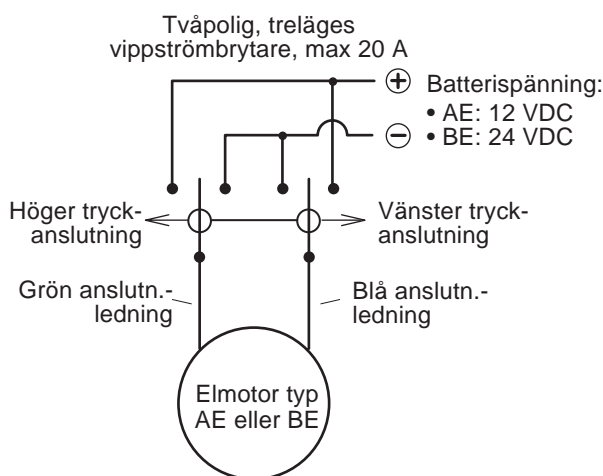 Tvåpolig, treläges
vippströmbrytare, max 20 A
+
Batterispänning:
• AE: 12 VDC
−
• BE: 24 VDC
Höger tryck-
anslutning
Vänster tryck-
anslutning
Grön anslutn.-
ledning
Blå anslutn.-
ledning
Elmotor typ
AE eller BE